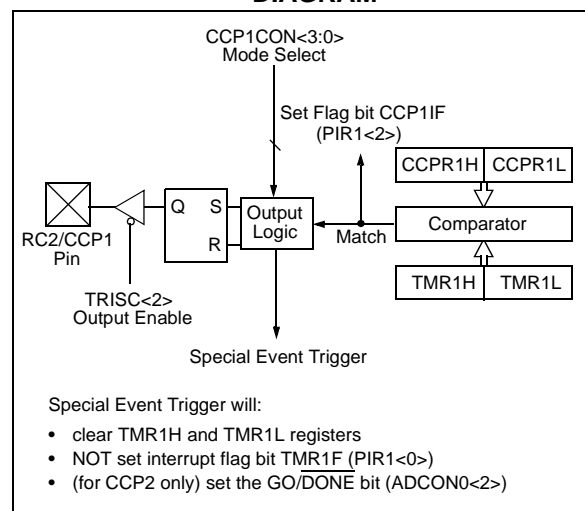 DIAGRAM
CCP1CON<3:0>
Mode Select
Set Flag bit CCP1IF
(PIR1<2>)
CCPR1H CCPR1L
Q S
R
Output
Logic
Match
Comparator
RC2/CCP1
Pin
TRISC<2>
Output Enable
TMR1H TMR1L
Special Event Trigger
Special Event Trigger will:
• clear TMR1H and TMR1L registers
• NOT set interrupt flag bit TMR1F (PIR1<0>)
• (for CCP2 only) set the GO/DONE bit (ADCON0<2>)